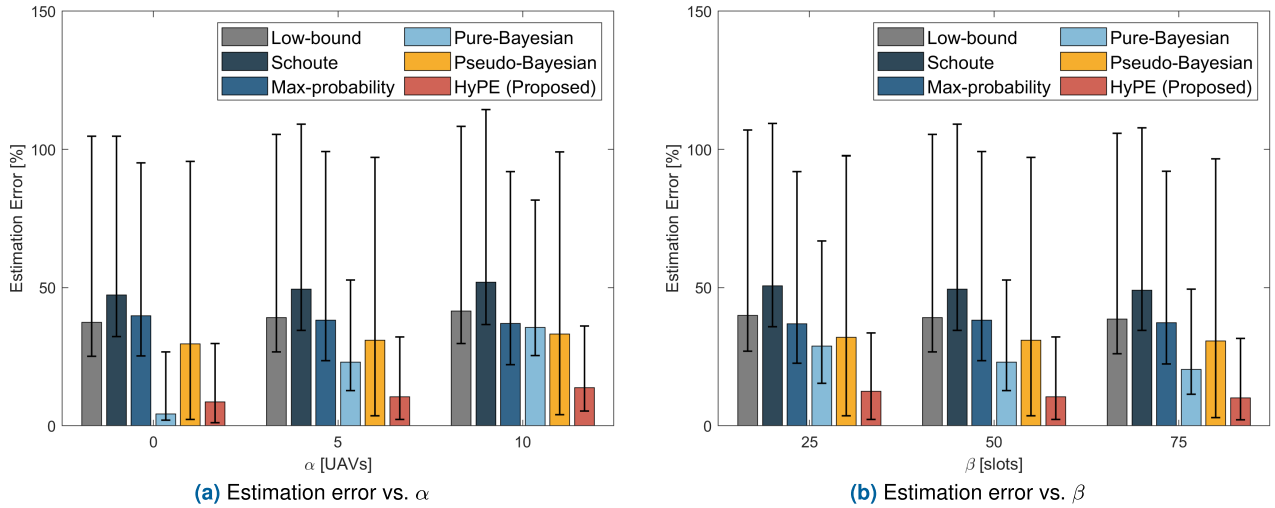 150
100
50
0
Estimation Error [%]
Low-bound
Schoute
Max-probability
Pure-Bayesian
Pseudo-Bayesian
HyPE (Proposed)
0
5
10
α [UAVs]
(a) Estimation error vs. α
150
100
50
0
Estimation Error [%]
Low-bound
Schoute
Max-probability
Pure-Bayesian
Pseudo-Bayesian
HyPE (Proposed)
25
50
75
β [slots]
(b) Estimation error vs. β